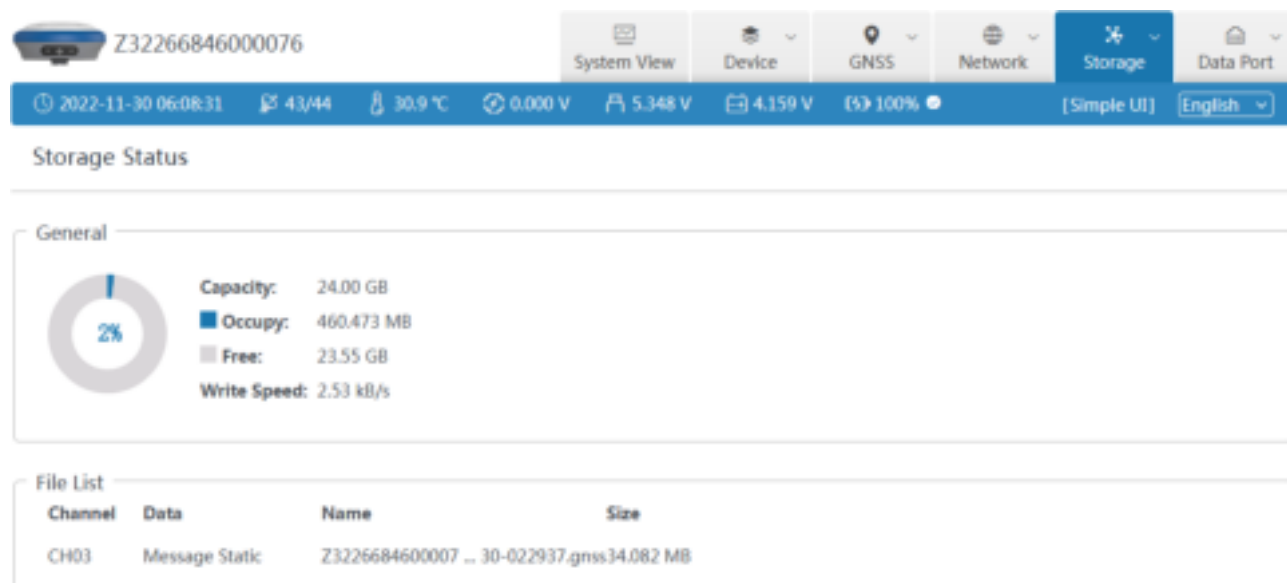 Z32266846000076
System View Device GNSS Network Storage Data Port
2022-11-30 06:08:31 43/44 30.9 ℃ 0.000 V 5.348 V 4.159 V 100% [Simple UI] English
Storage Status
General
2%
Capacity: 24.00 GB
Occupy: 460.473 MB
Free: 23.55 GB
Write Speed: 2.53 kB/s
File List
Channel Data Name Size
CH03 Message Static Z3226684600007 ... 30-022937.gnss 34.082 MB